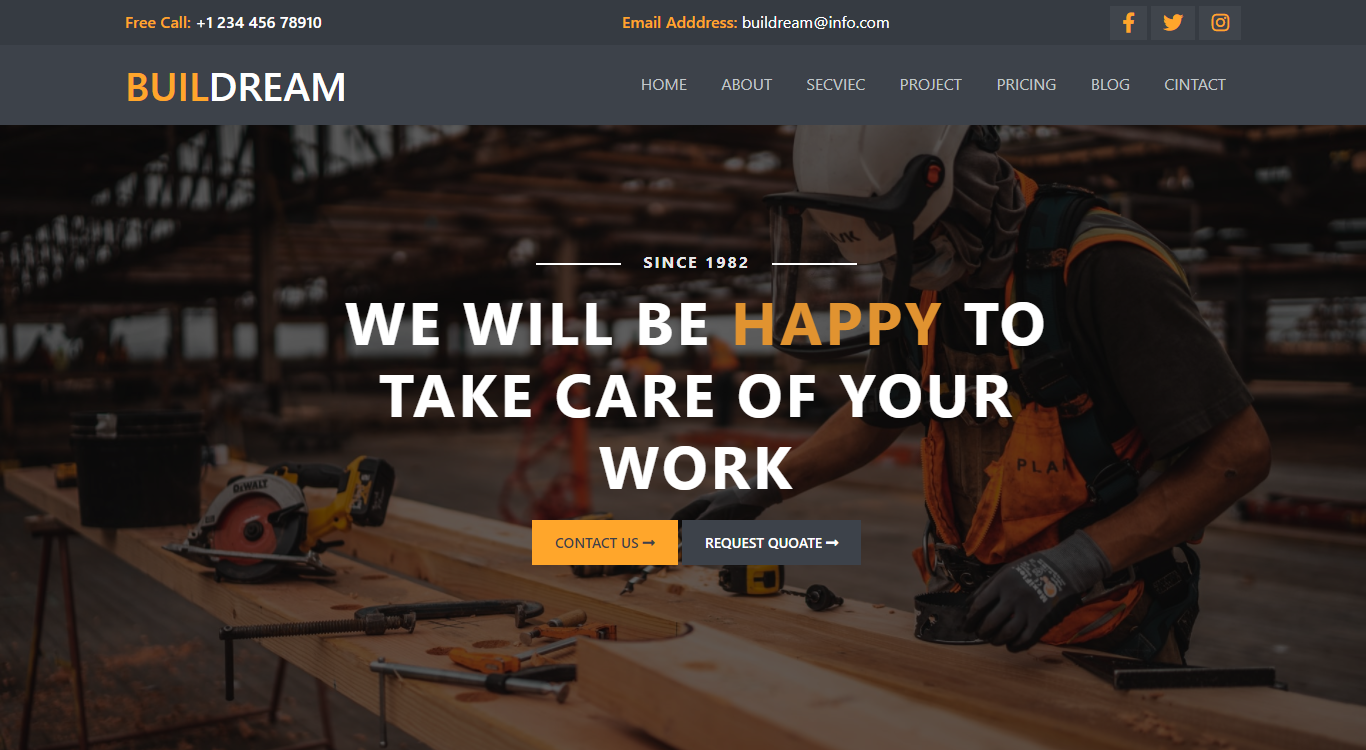 Free Call: +1 234 456 78910
Email Adddress: buildream@info.com
BUILDREAM
HOME ABOUT SECVIEC PROJECT PRICING BLOG CINTACT
SINCE 1982
WE WILL BE HAPPY TO
TAKE CARE OF YOUR
WORK
CONTACT US
REQUEST QUOATE
DEWALT